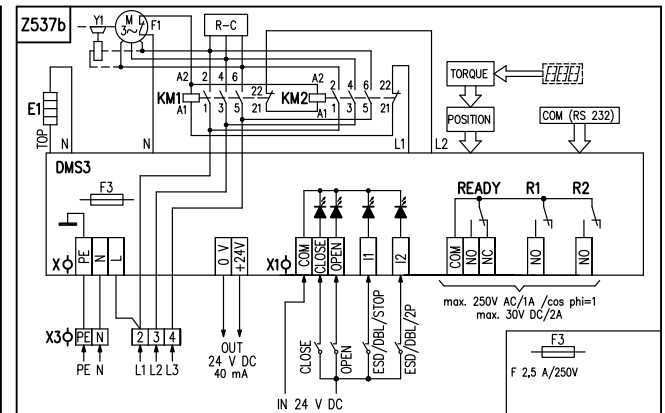 Z537b
Y1
M
3~
F1
R-C
A2 2 4 6
22
A2
2 4 6
22
E1
KM1
KM2
A1 1 3 5 21
A1 1 3 5 21
TOP
N
N
L1
L2
TORQUE
POSITION
COM (RS 232)
DMS3
F3
READY R1 R2
X
PE N L
0 V
+24V
X1
COM
CLOSE
OPEN
I1
I2
COM
NO
NC
NO
NO
max. 250V AC/1A /cos phi=1
max. 30V DC/2A
X3
PE N
2 3 4
PE N
L1 L2 L3
OUT
24 V DC
40 mA
CLOSE
OPEN
ESD/DBL/STOP
ESD/DBL/2P
IN 24 V DC
F3
F 2,5 A/250V